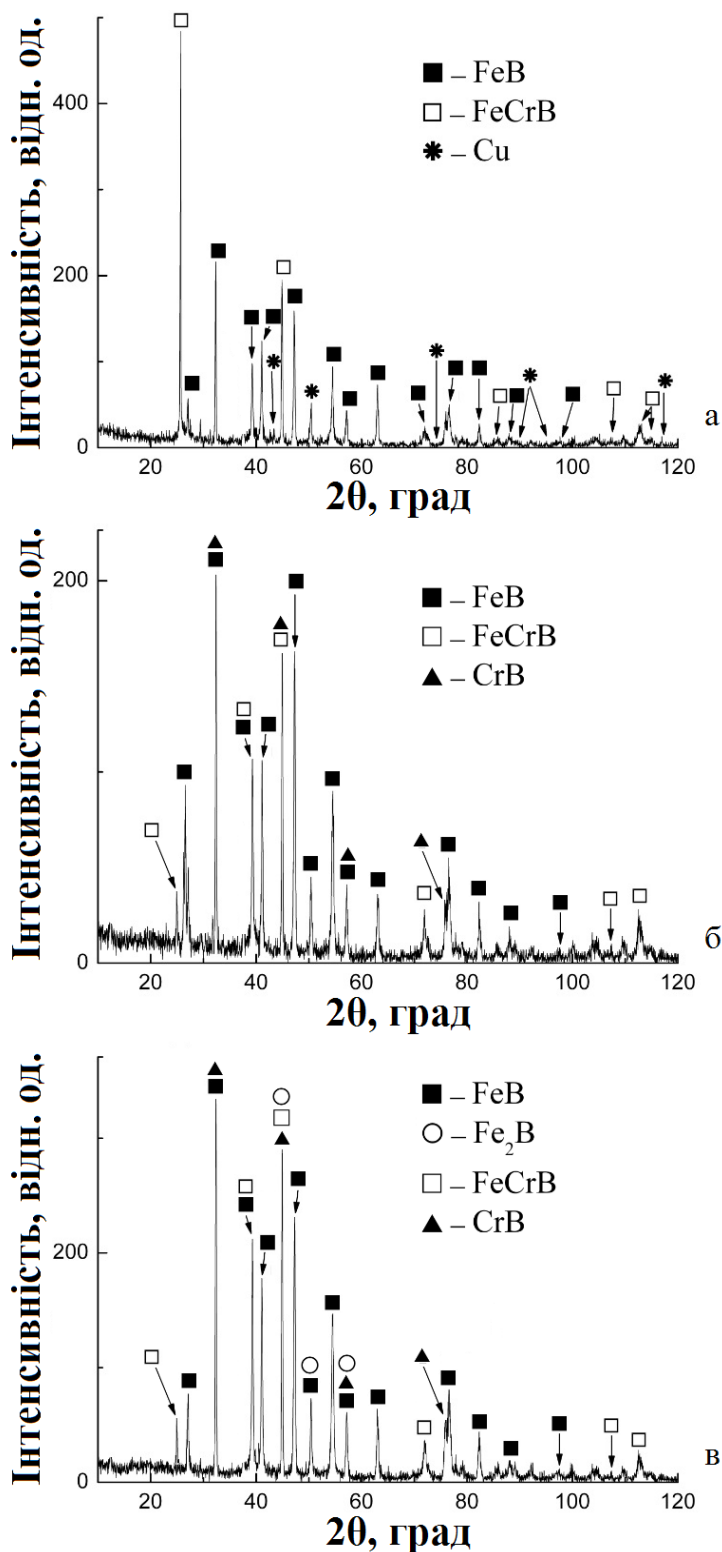 Інтенсивність, відн. од.
400
200
0
– FeB
– FeCrB
– Cu
20 40 60 80 100 120
2θ, град
а
Інтенсивність, відн. од.
200
0
– FeB
– FeCrB
– CrB
20 40 60 80 100 120
2θ, град
б
Інтенсивність, відн. од.
200
0
– FeB
– Fe₂B
– FeCrB
– CrB
20 40 60 80 100 120
2θ, град
в